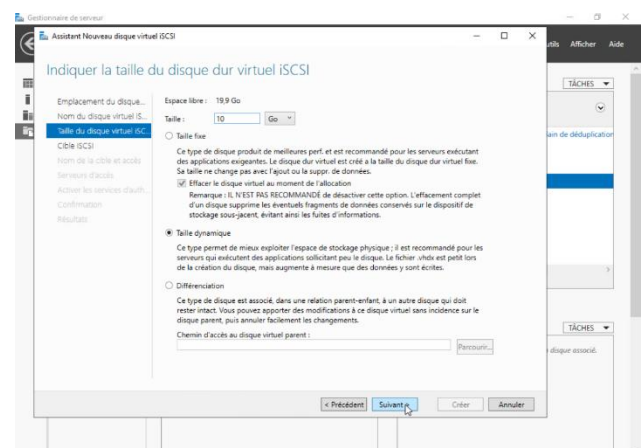 Gestionnaire de serveur
Assistant Nouveau disque virtuel iSCSI
utils Afficher Aide
Indiquer la taille du disque dur virtuel iSCSI
TÂCHES
Emplacement du disque...
Nom du disque virtuel iS...
Taille du disque virtuel iSC...
Cible iSCSI
Nom de la cible et accès
Serveurs d'accès
Activer les services d'auth...
Confirmation
Résultats
Espace libre : 19,9 Go
Taille : 10 Go
Taille fixe
Ce type de disque produit de meilleures perf. et est recommandé pour les serveurs exécutant
des applications exigeantes. Le disque dur virtuel est créé a la taille du disque dur virtuel fixe.
Sa taille ne change pas avec l'ajout ou la suppr. de données.
Effacer le disque virtuel au moment de l'allocation
Remarque : IL N'EST PAS RECOMMANDÉ de désactiver cette option. L'effacement complet
d'un disque supprime les éventuels fragments de données conservés sur le dispositif de
stockage sous-jacent, évitant ainsi les fuites d'informations.
Taille dynamique
Ce type permet de mieux exploiter l'espace de stockage physique ; il est recommandé pour les
serveurs qui exécutent des applications sollicitant peu le disque. Le fichier .vhdx est petit lors
de la création du disque, mais augmente à mesure que des données y sont écrites.
Différenciation
Ce type de disque est associé, dans une relation parent-enfant, à un autre disque qui doit
rester intact. Vous pouvez apporter des modifications à ce disque virtuel sans incidence sur le
disque parent, puis annuler facilement les changements.
Chemin d'accès au disque virtuel parent :
Parcourir...
ain de déduplication
TÂCHES
disque associé.
< Précédent Suivant > Créer Annuler